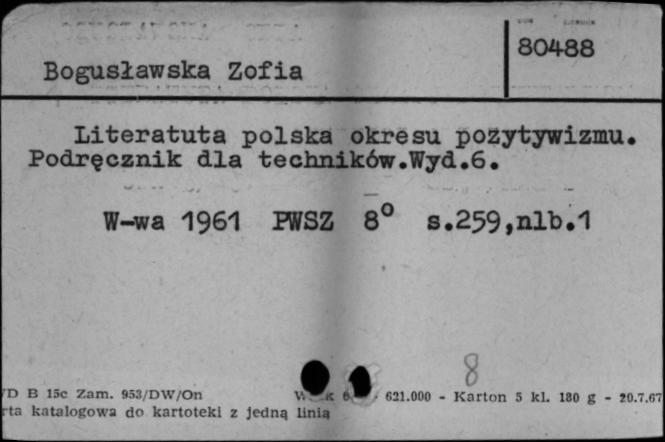 80488
Bogusławska Zofia
Literatuta polska okresu pozytywizmu.
Podręcznik dla techników.Wyd.6.
W-wa 1961 PWSZ 8° s.259,nlb.1
8
D B 15c Zam. 953/DW/On 621.000 - Karton 5 kl. 180 g - 20.7.67
rta katalogowa do kartoteki z jedną linią